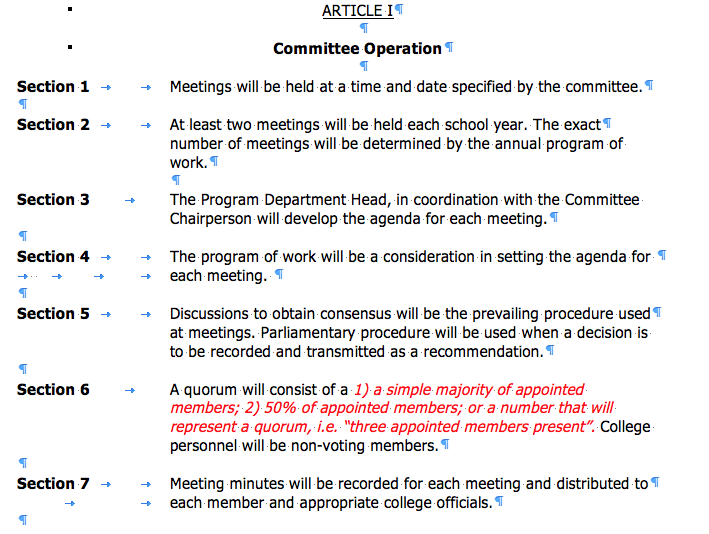 ARTICLE I
Committee Operation
Section 1 Meetings will be held at a time and date specified by the committee.
Section 2 At least two meetings will be held each school year. The exact
number of meetings will be determined by the annual program of
work.
Section 3 The Program Department Head, in coordination with the Committee
Chairperson will develop the agenda for each meeting.
Section 4 The program of work will be a consideration in setting the agenda for
each meeting.
Section 5 Discussions to obtain consensus will be the prevailing procedure used
at meetings. Parliamentary procedure will be used when a decision is
to be recorded and transmitted as a recommendation.
Section 6 A quorum will consist of a 1) a simple majority of appointed
members; 2) 50% of appointed members; or a number that will
represent a quorum, i.e. “three appointed members present”. College
personnel will be non-voting members.
Section 7 Meeting minutes will be recorded for each meeting and distributed to
each member and appropriate college officials.